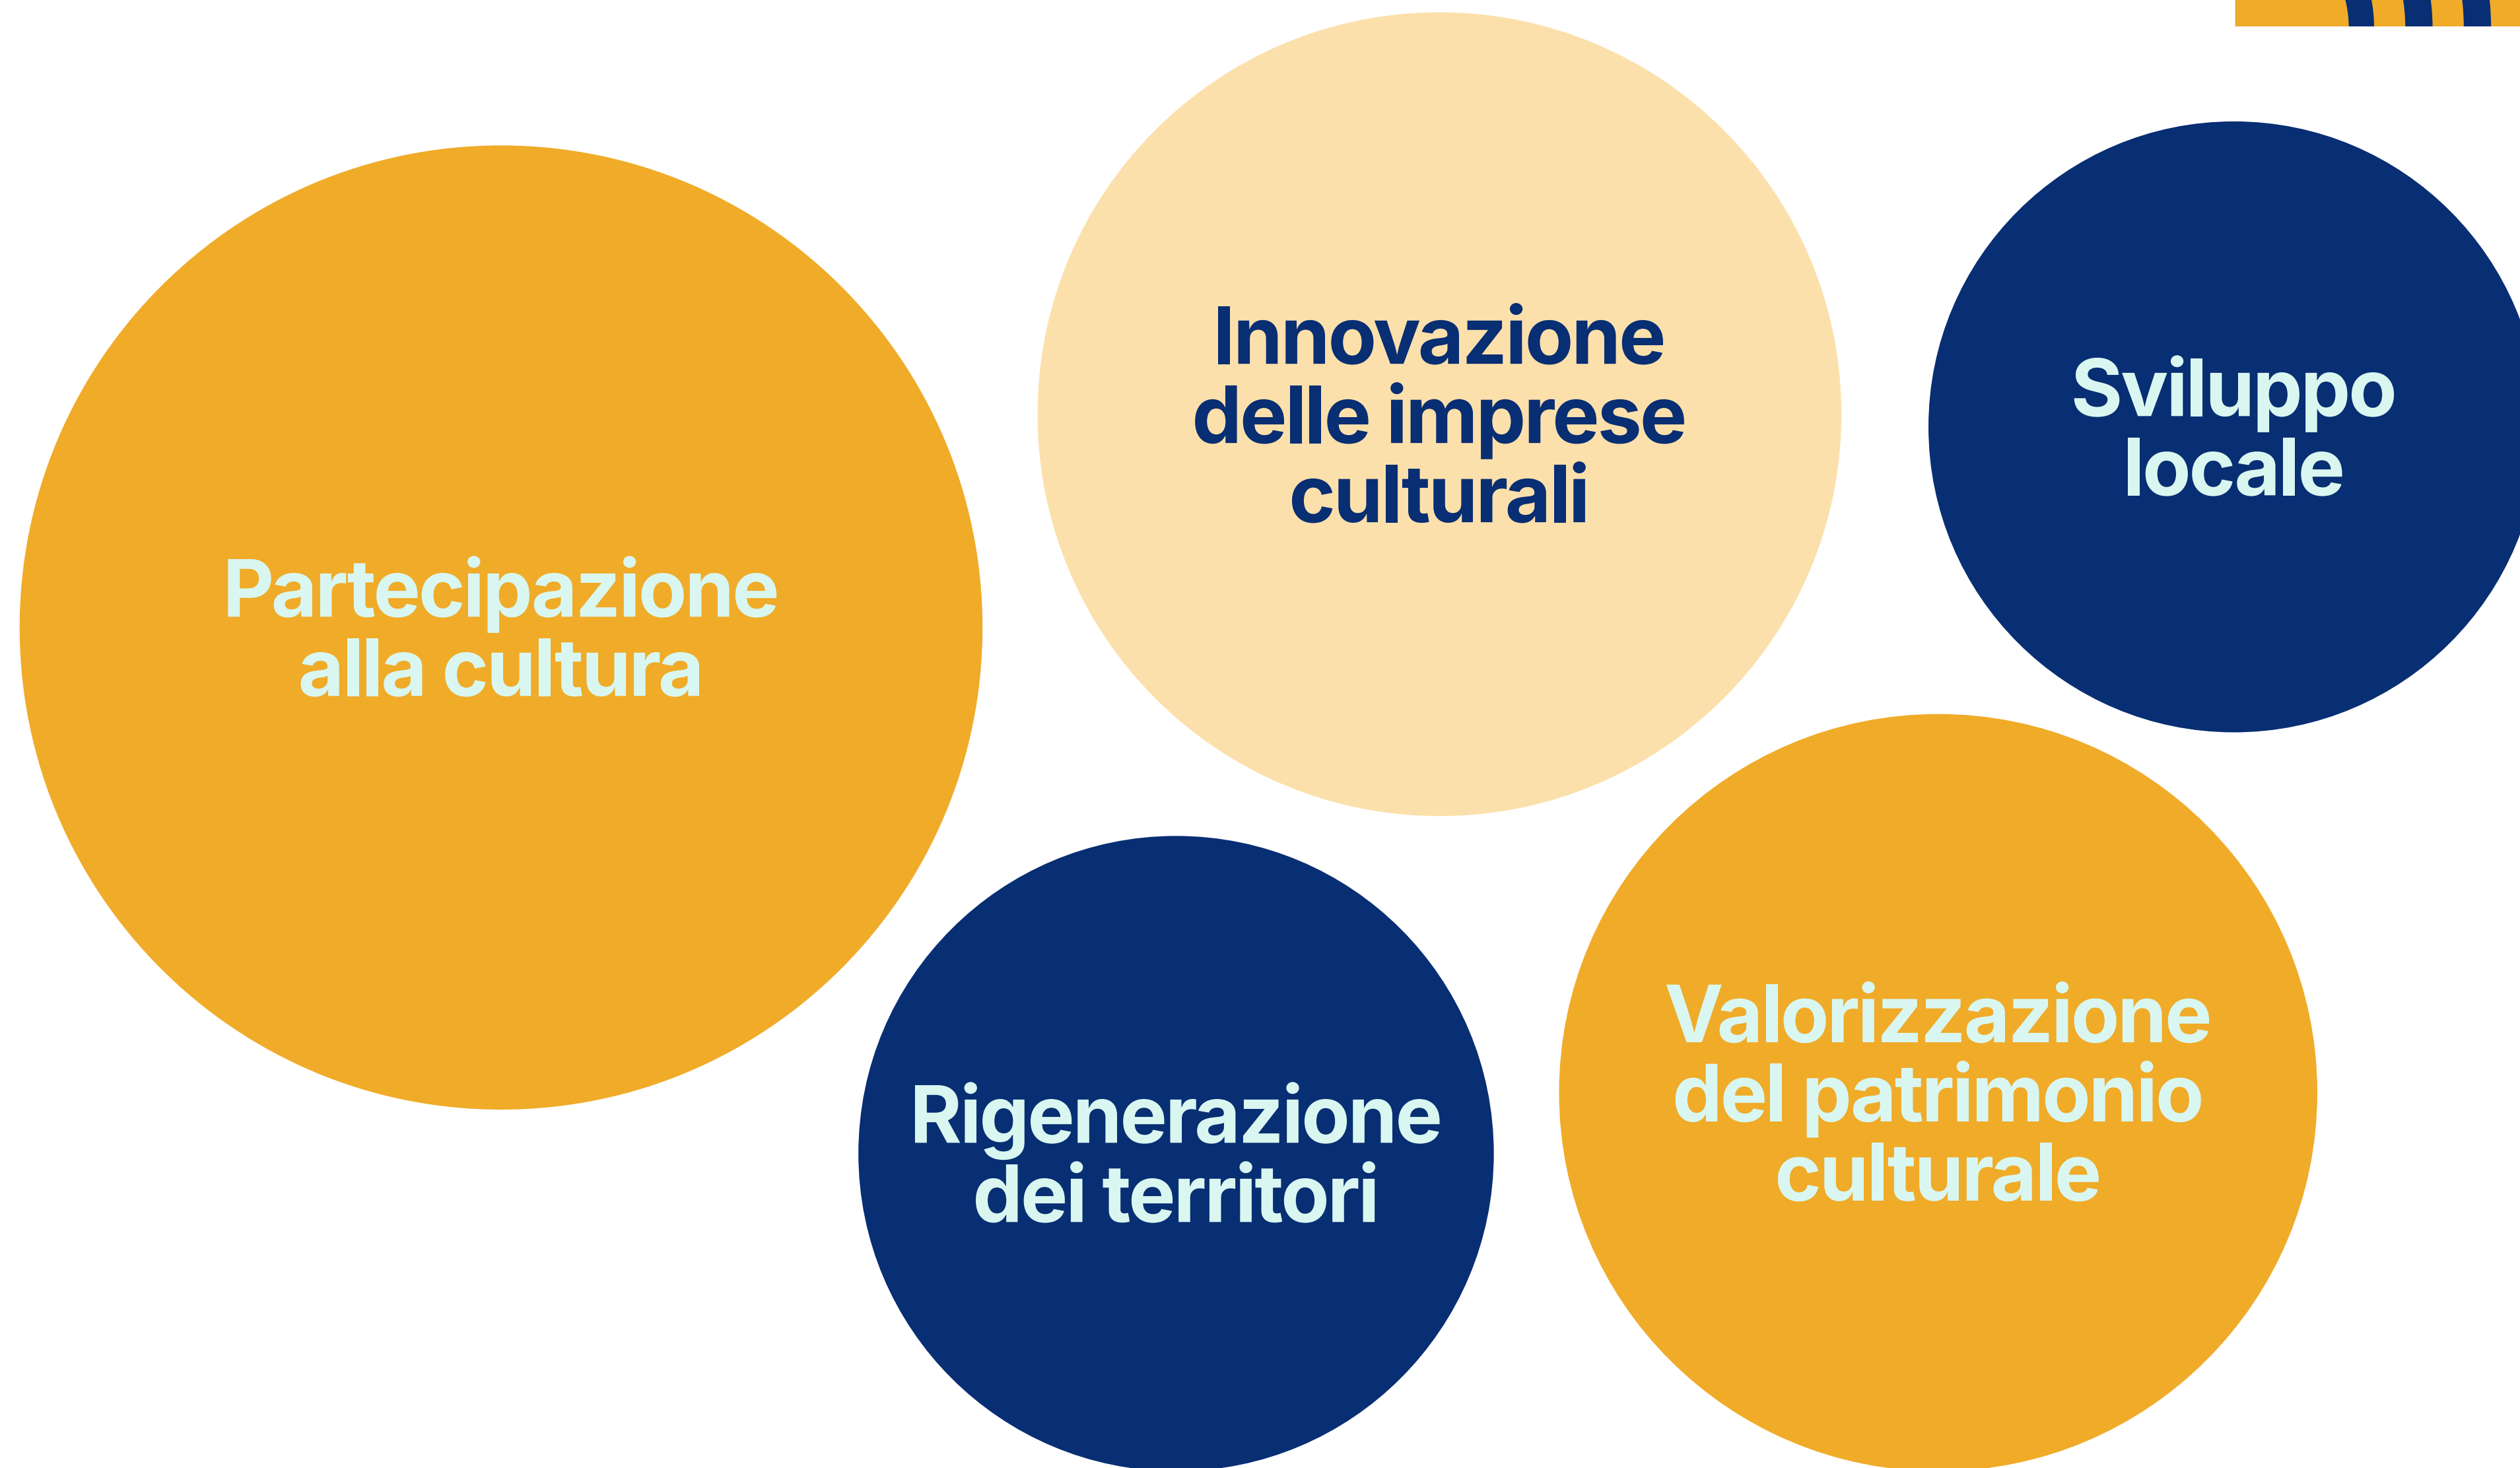 Partecipazione
alla cultura
Innovazione
delle imprese
culturali
Sviluppo
locale
Rigenerazione
dei territori
Valorizzazione
del patrimonio
culturale